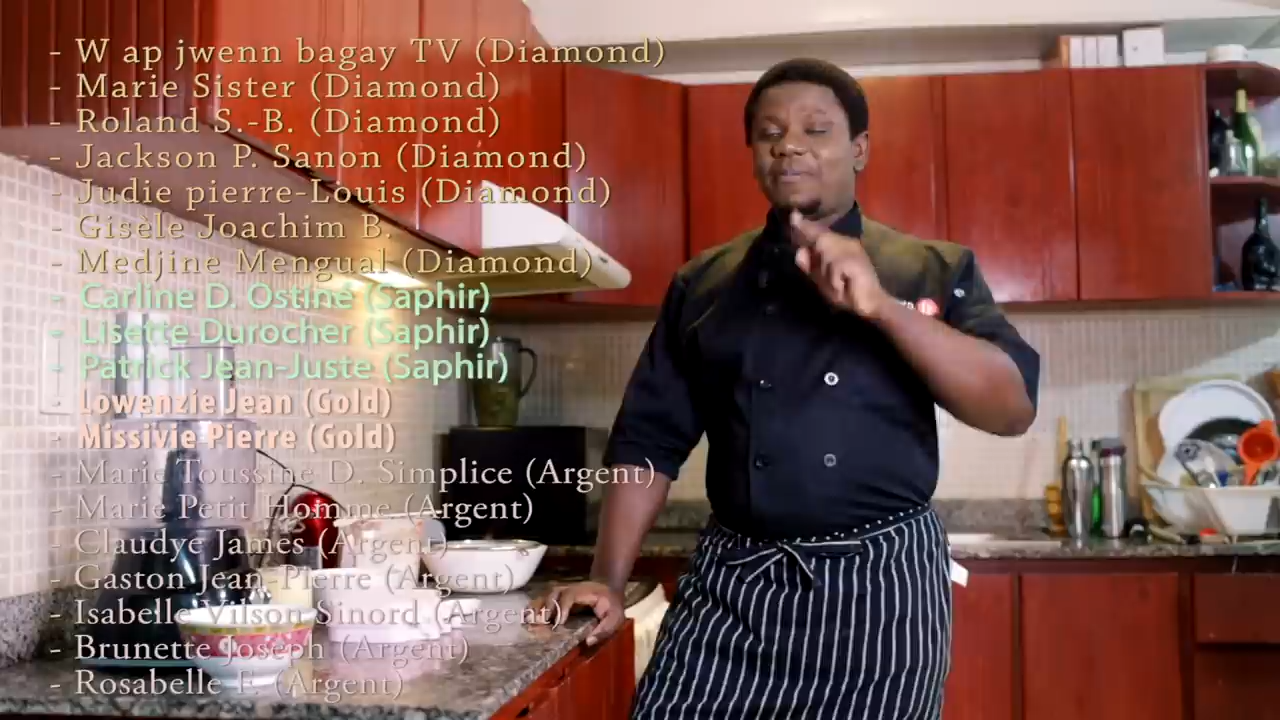 - W ap jwenn bagay TV (Diamond)
- Marie Sister (Diamond)
- Roland S.-B. (Diamond)
- Jackson P. Sanon (Diamond)
- Judie pierre-Louis (Diamond)
- Gisèle Joachim B.
- Medjine Mengual (Diamond)
- Carline D. Ostiné (Saphir)
- Lisette Durocher (Saphir)
- Patrick Jean-Juste (Saphir)
- Lowenzie Jean (Gold)
- Missivie Pierre (Gold)
- Marie Toussine D. Simplice (Argent)
- Marie Petit Homme (Argent)
- Claudye James (Argent)
- Gaston Jean-Pierre (Argent)
- Isabelle Vilson Sinord (Argent)
- Brunette Joseph (Argent)
- Rosabelle F. (Argent)